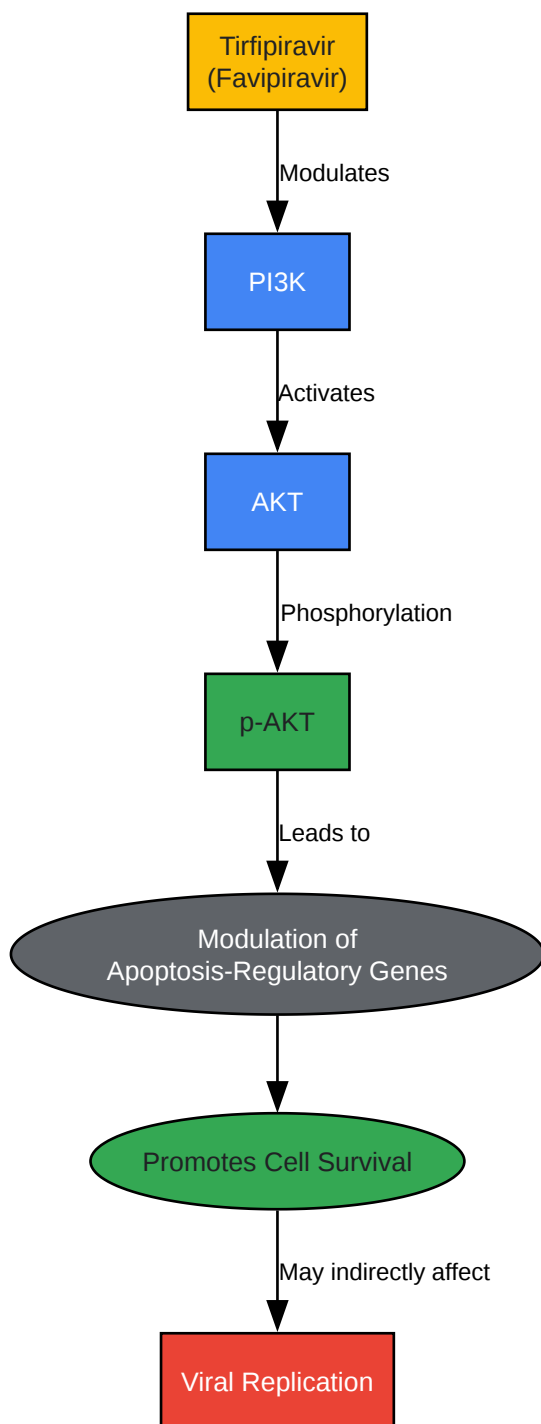 Tirfipiravir
(Favipiravir)
Modulates
PI3K
Activates
AKT
Phosphorylation
p-AKT
Leads to
Modulation of
Apoptosis-Regulatory Genes
Promotes Cell Survival
May indirectly affect
Viral Replication